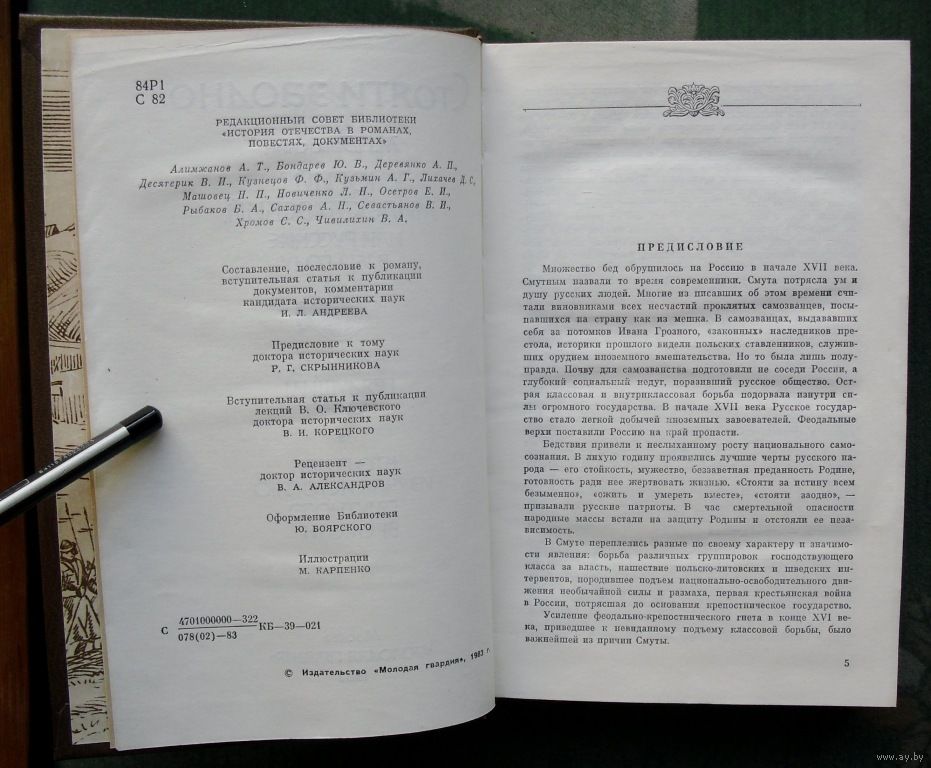 84Р1
С 82
РЕДАКЦИОННЫЙ СОВЕТ БИБЛИОТЕКИ
«ИСТОРИЯ ОТЕЧЕСТВА В РОМАНАХ,
ПОВЕСТЯХ, ДОКУМЕНТАХ»
Алимжанов А. Т., Бондарев Ю. В., Деревянко А. П.,
Десятерик В. И., Кузнецов Ф. Ф., Кузьмин А. Г., Лихачев Д. С.,
Машовец Н. П., Новиченко Л. Н., Осетров Е. И.,
Рыбаков Б. А., Сахаров А. Н., Севастьянов В. И.,
Хромов С. С., Чивилихин В. А.
Составление, послесловие к роману,
вступительная статья к публикации
документов, комментарии
кандидата исторических наук
И. Л. АНДРЕЕВА
Предисловие к тому
доктора исторических наук
Р. Г. СКРЫННИКОВА
Вступительная статья к публикации
лекций В. О. Ключевского
доктора исторических наук
В. И. КОРЕЦКОГО
Рецензент —
доктор исторических наук
В. А. АЛЕКСАНДРОВ
Оформление Библиотеки
Ю. БОЯРСКОГО
Иллюстрации
М. КАРПЕНКО
С 4701000000—322 КБ—39—021
078(02)—83
© Издательство «Молодая гвардия», 1983 г.
ПРЕДИСЛОВИЕ
Множество бед обрушилось на Россию в начале XVII века.
Смутным назвали то время современники. Смута потрясла ум и
душу русских людей. Многие из писавших об этом времени счи-
тали виновниками всех несчастий проклятых самозванцев, посы-
павшихся на страну как из мешка. В самозванцах, выдававших
себя за потомков Ивана Грозного, «законных» наследников пре-
стола, историки прошлого видели польских ставленников, служив-
ших орудием иноземного вмешательства. Но то была лишь полу-
правда. Почву для самозванства подготовили не соседи России, а
глубокий социальный недуг, поразивший русское общество. Ост-
рая классовая и внутриклассовая борьба подорвала изнутри си-
лы огромного государства. В начале XVII века Русское государ-
ство стало легкой добычей иноземных завоевателей. Феодальные
верхи поставили Россию на край пропасти.
Бедствия привели к неслыханному росту национального само-
сознания. В лихую годину проявились лучшие черты русского на-
рода — его стойкость, мужество, беззаветная преданность Родине,
готовность ради нее жертвовать жизнью. «Стояти за истину всем
безыменно», «ожить и умереть вместе», «стояти заодно», —
призывали русские патриоты. В час смертельной опасности
народные массы встали на защиту Родины и отстояли ее неза-
висимость.
В Смуте переплелись разные по своему характеру и значимо-
сти явления: борьба различных группировок господствующего
класса за власть, нашествие польско-литовских и шведских ин-
тервентов, породившее подъем национально-освободительного дви-
жения необычайной силы и размаха, первая крестьянская война
в России, потрясшая до основания крепостническое государство.
Усиление феодально-крепостнического гнета в конце XVI ве-
ка, приведшее к невиданному подъему классовой борьбы, было
важнейшей из причин Смуты.
5
www.ay.by